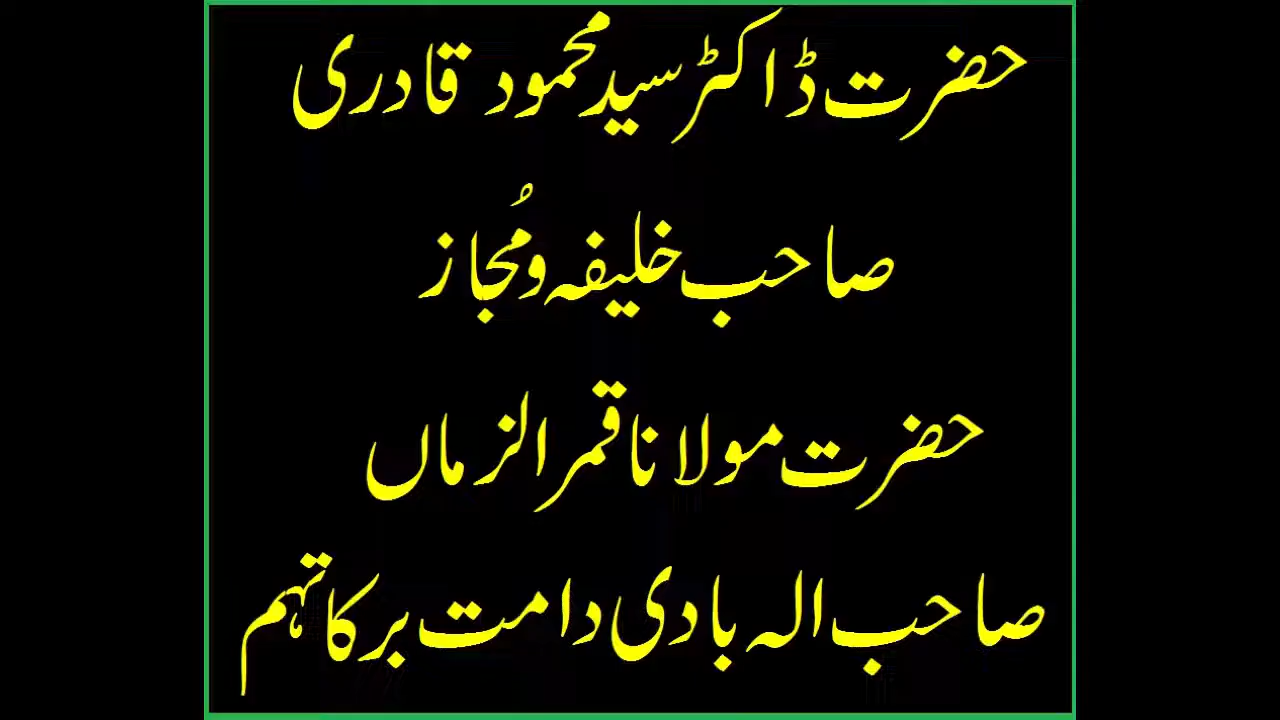 حضرت ڈاکٹر سید محمود قادری
صاحب خلیفہ و مُجاز
حضرت مولانا قمر الزماں
صاحب الہ بادی دامت برکاتہم